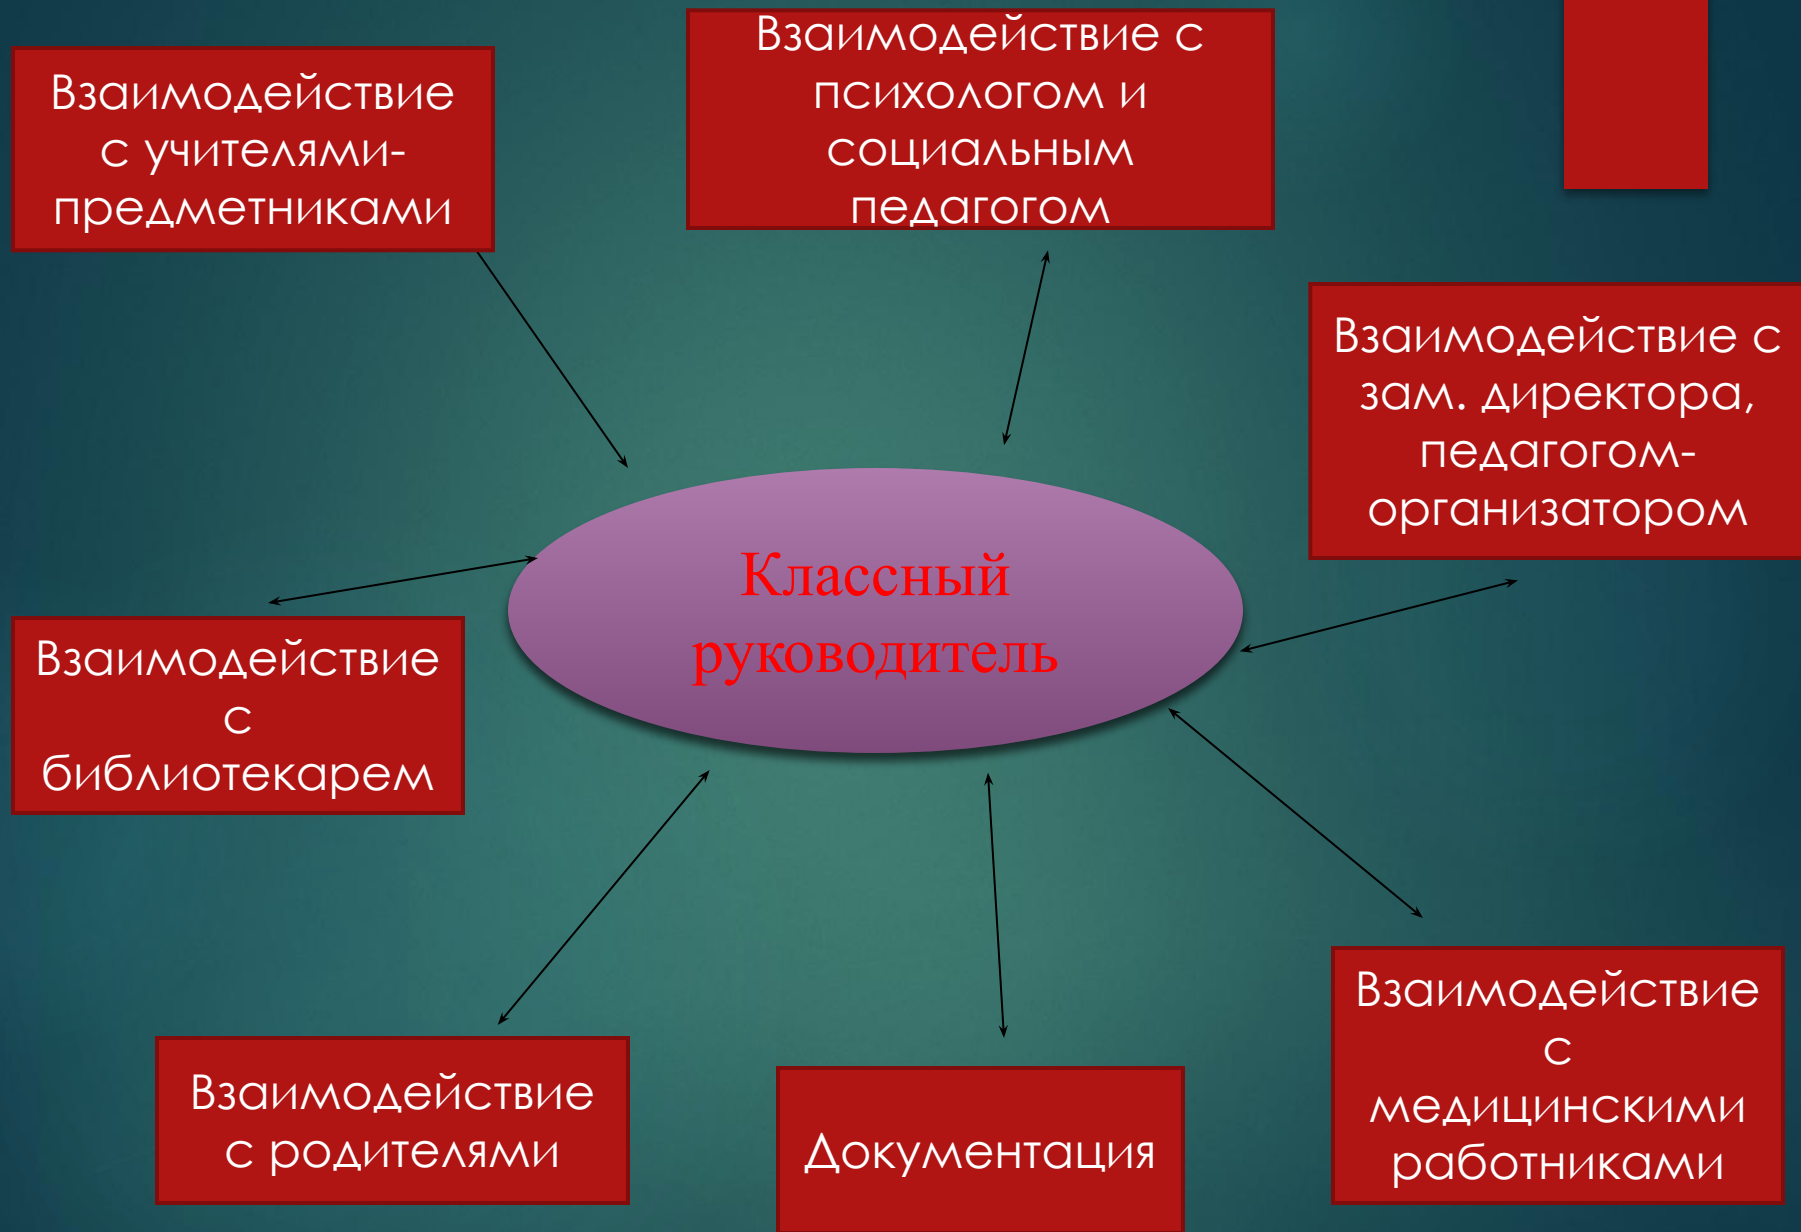 Взаимодействие
с учителями-
предметниками
Взаимодействие с
психологом и
социальным
педагогом
Взаимодействие с
зам. директора,
педагогом-
организатором
Классный
руководитель
Взаимодействие
с
библиотекарем
Взаимодействие
с родителями
Документация
Взаимодействие
с
медицинскими
работниками